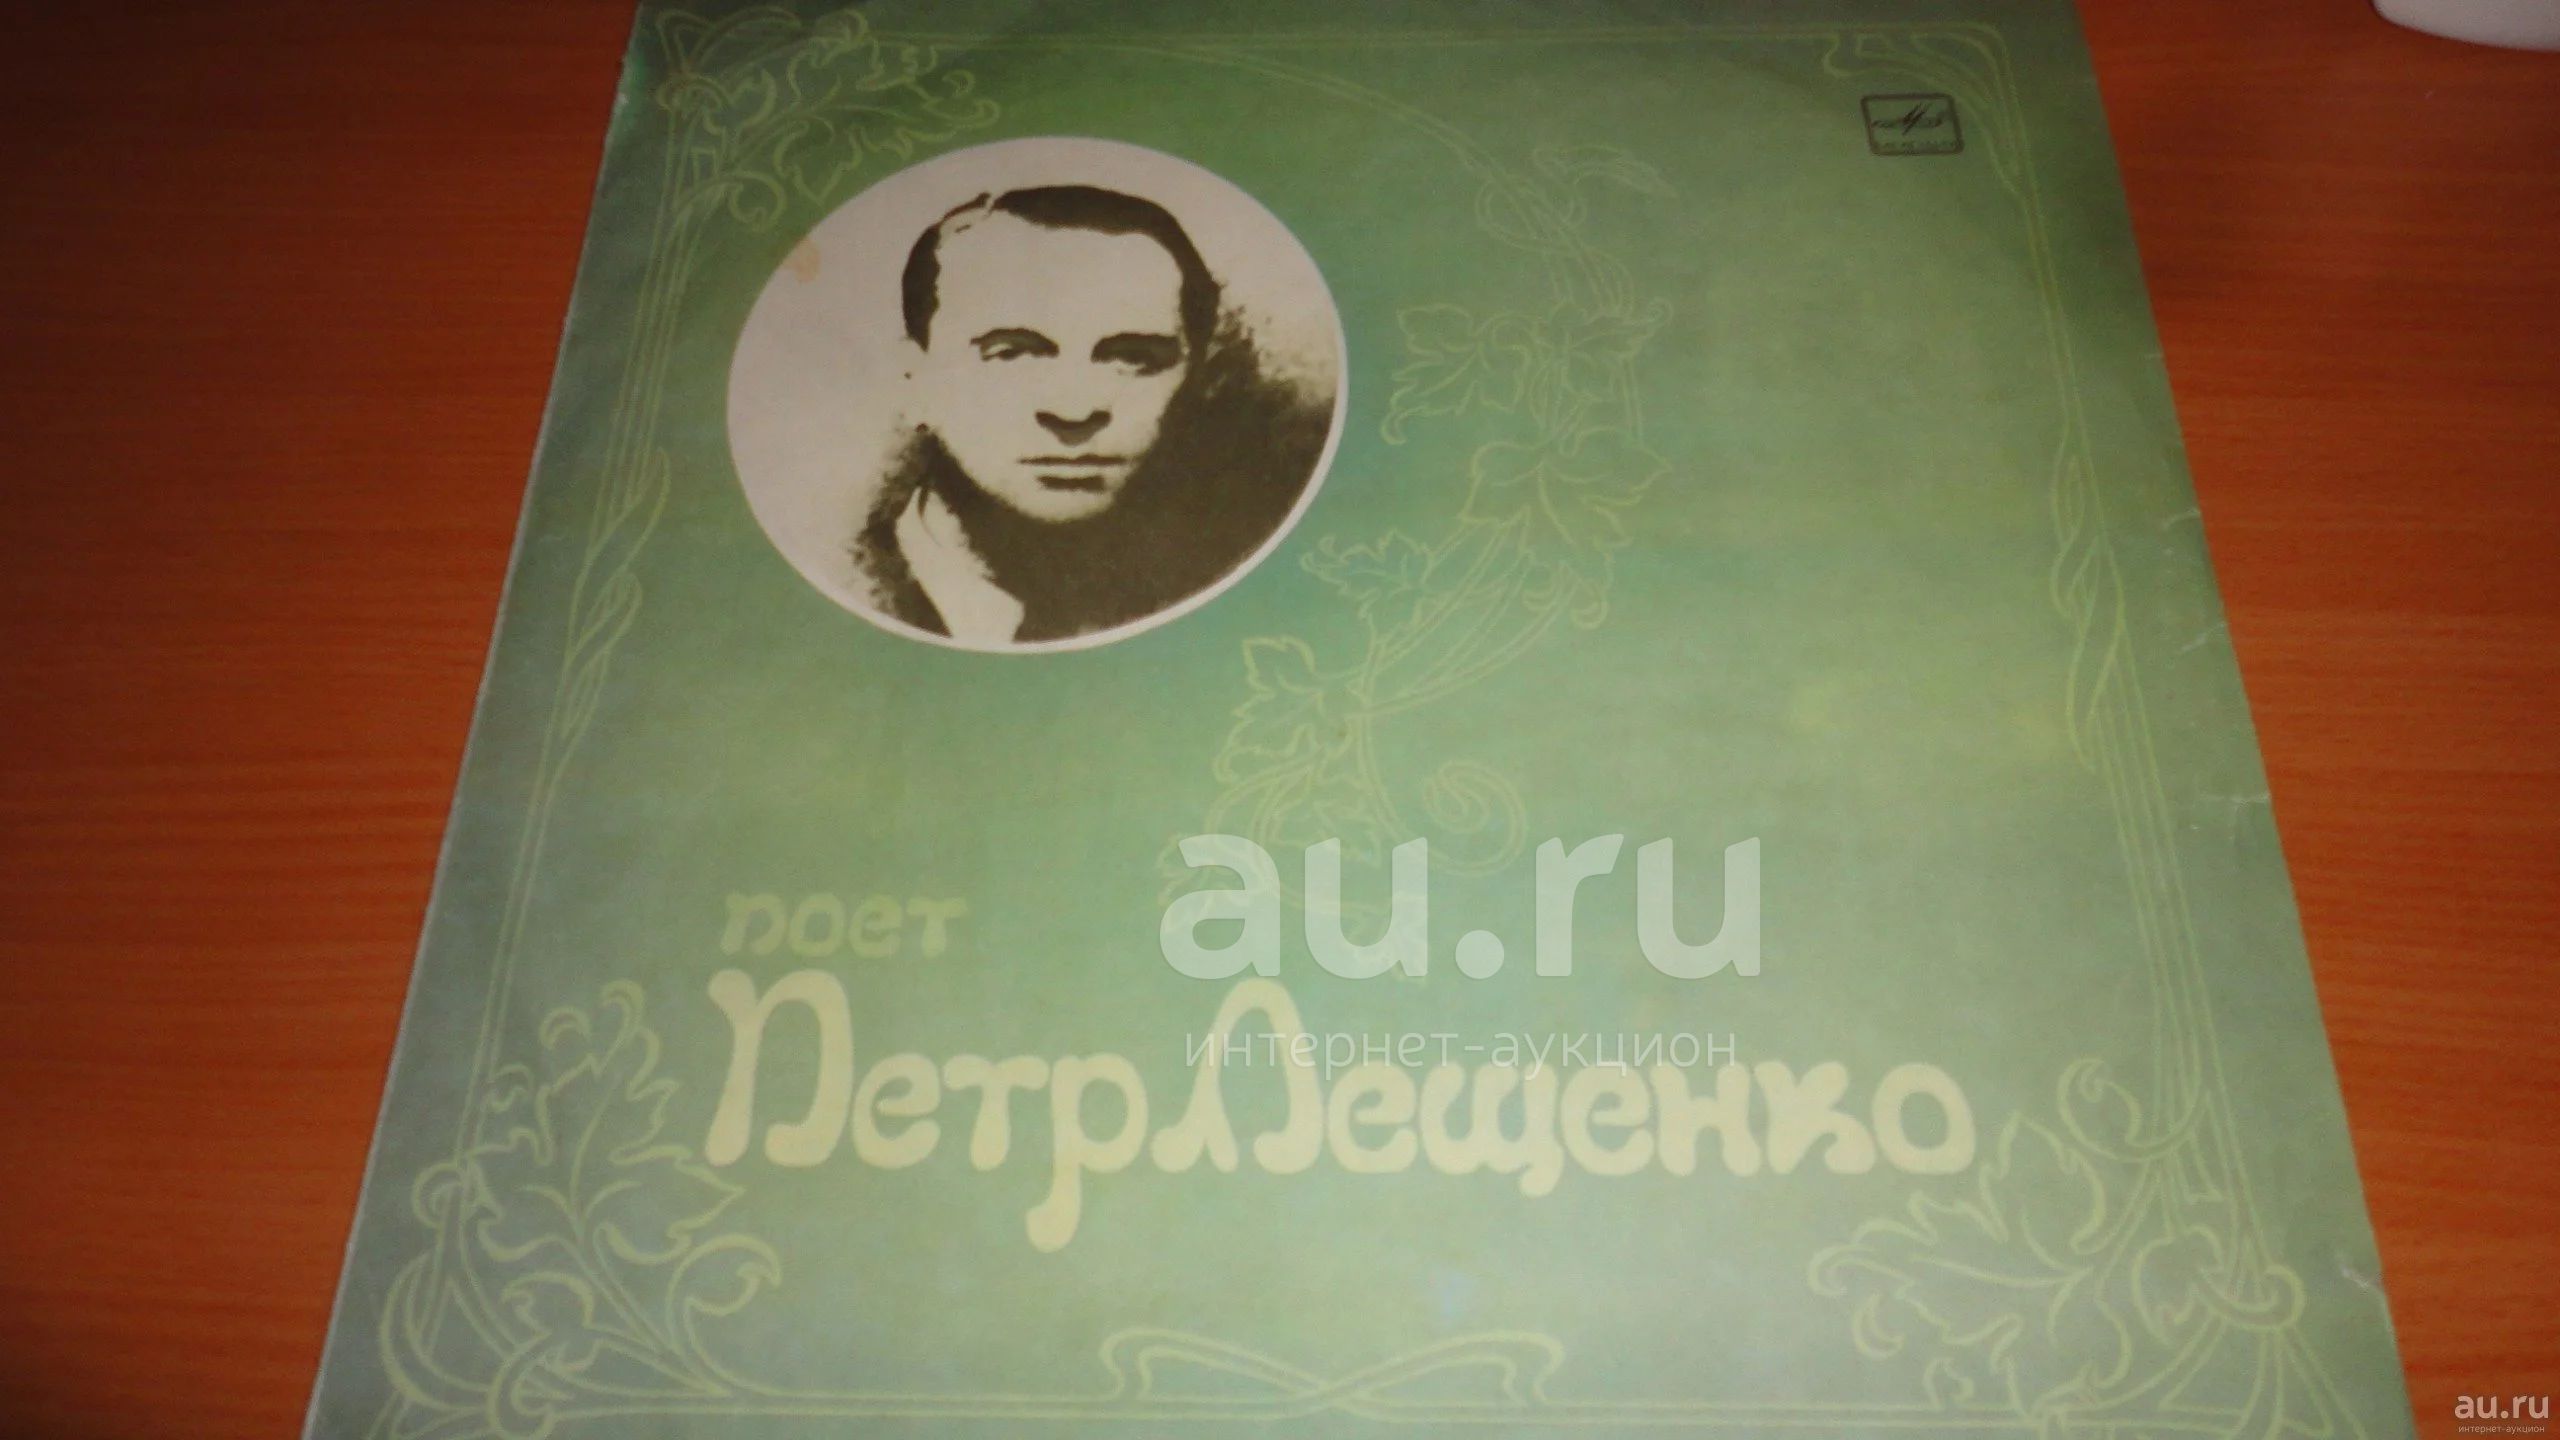 поет
Петр Лещенко
au.ru
интернет-аукцион
au.ru
интернет-аукцион